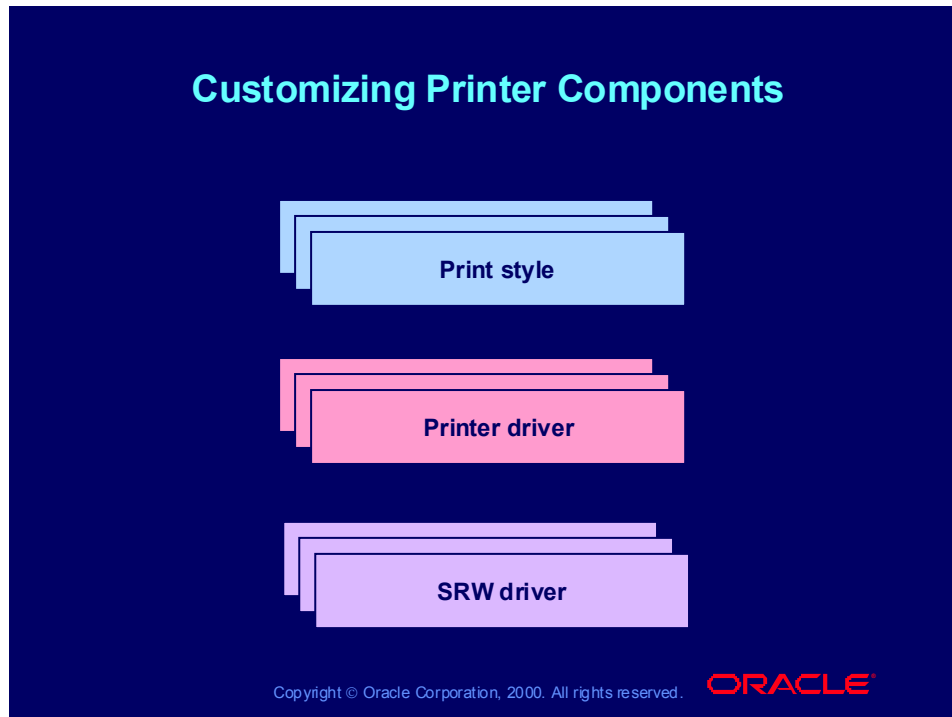 Customizing Printer Components
Print style
Printer driver
SRW driver
Copyright © Oracle Corporation, 2000. All rights reserved.
ORACLE®